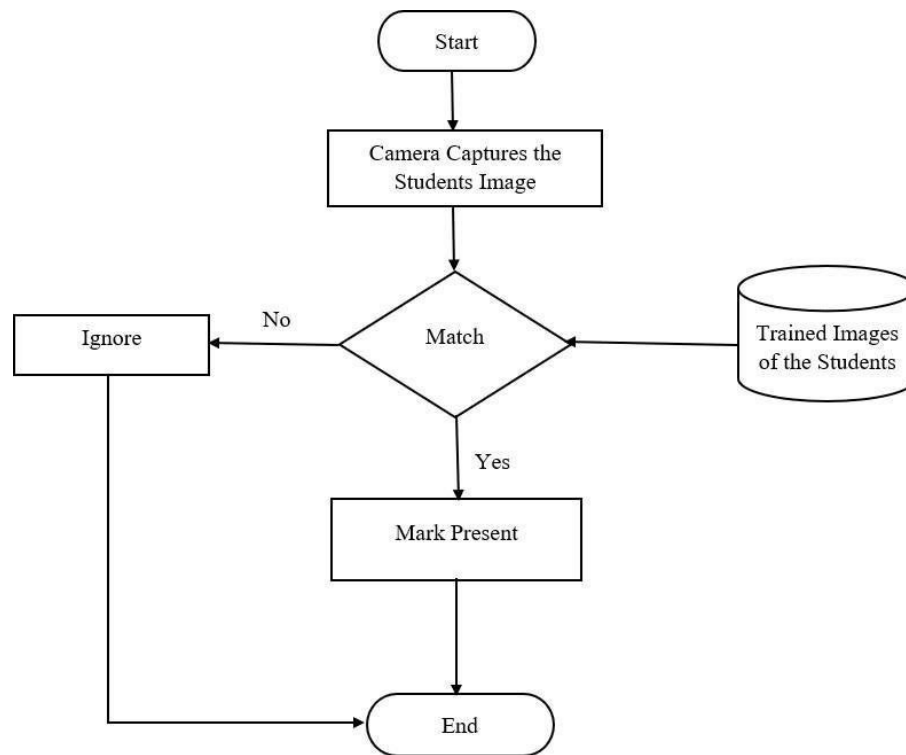 Start
Camera Captures the
Students Image
No
Ignore
Match
Trained Images
of the Students
Yes
Mark Present
End